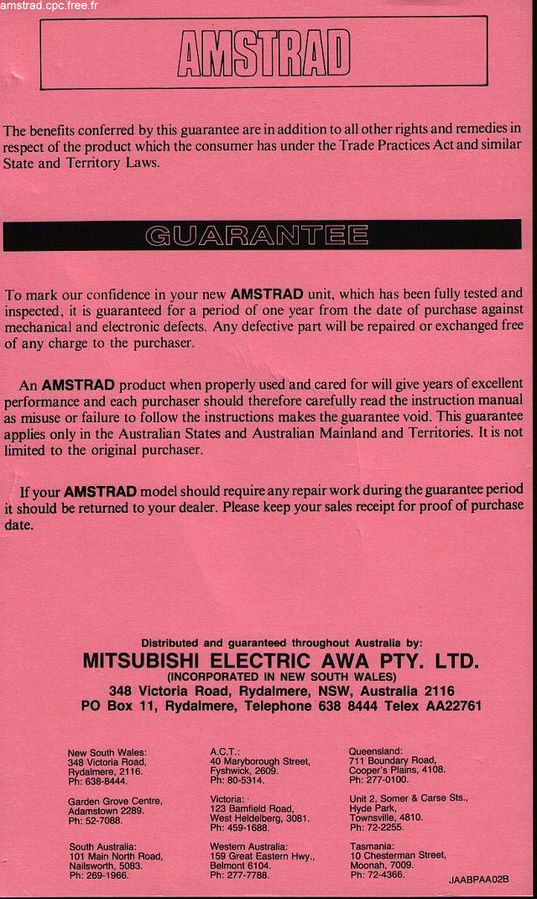 amstrad.cpc.free.fr
AMSTRAD
The benefits conferred by this guarantee are in addition to all other rights and remedies in
respect of the product which the consumer has under the Trade Practices Act and similar
State and Territory Laws.
GUARANTEE
To mark our confidence in your new AMSTRAD unit, which has been fully tested and
inspected, it is guaranteed for a period of one year from the date of purchase against
mechanical and electronic defects. Any defective part will be repaired or exchanged free
of any charge to the purchaser.
An AMSTRAD product when properly used and cared for will give years of excellent
performance and each purchaser should therefore carefully read the instruction manual
as misuse or failure to follow the instructions makes the guarantee void. This guarantee
applies only in the Australian States and Australian Mainland and Territories. It is not
limited to the original purchaser.
If your AMSTRAD model should require any repair work during the guarantee period
it should be returned to your dealer. Please keep your sales receipt for proof of purchase
date.
Distributed and guaranteed throughout Australia by:
MITSUBISHI ELECTRIC AWA PTY. LTD.
(INCORPORATED IN NEW SOUTH WALES)
348 Victoria Road, Rydalmere, NSW, Australia 2116
PO Box 11, Rydalmere, Telephone 638 8444 Telex AA22761
New South Wales:
348 Victoria Road,
Rydalmere, 2116.
Ph: 638-8444.
Garden Grove Centre,
Adamstown 2289.
Ph: 52-7088.
South Australia:
101 Main North Road,
Nailsworth, 5083.
Ph: 269-1966.
A.C.T.:
40 Maryborough Street,
Fyshwick, 2609.
Ph: 80-5314.
Victoria:
123 Bamfield Road,
West Heldelberg, 3081.
Ph: 459-1688.
Western Australia:
159 Great Eastern Hwy.,
Belmont 6104.
Ph: 277-7788.
Queensland:
711 Boundary Road,
Cooper's Plains, 4108.
Ph: 277-0100.
Unit 2, Somer & Carse Sts.,
Hyde Park,
Townsville, 4810.
Ph: 72-2255.
Tasmania:
10 Chesterman Street,
Moonah, 7009.
Ph: 72-4366.
JAABPAA02B